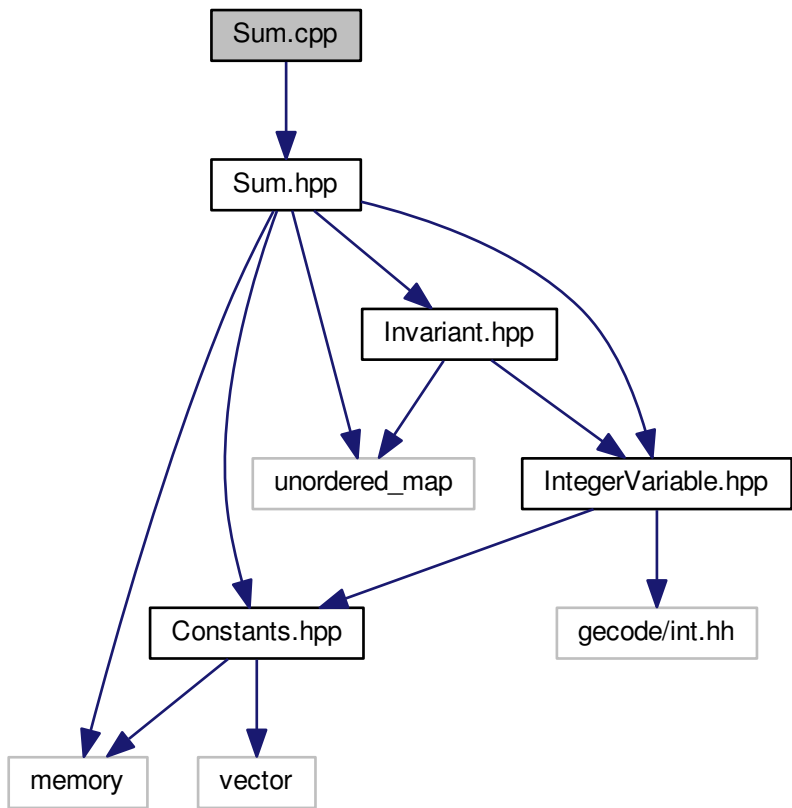 Sum.cpp
Sum.hpp
Invariant.hpp
unordered_map
IntegerVariable.hpp
Constants.hpp
gecode/int.hh
memory
vector